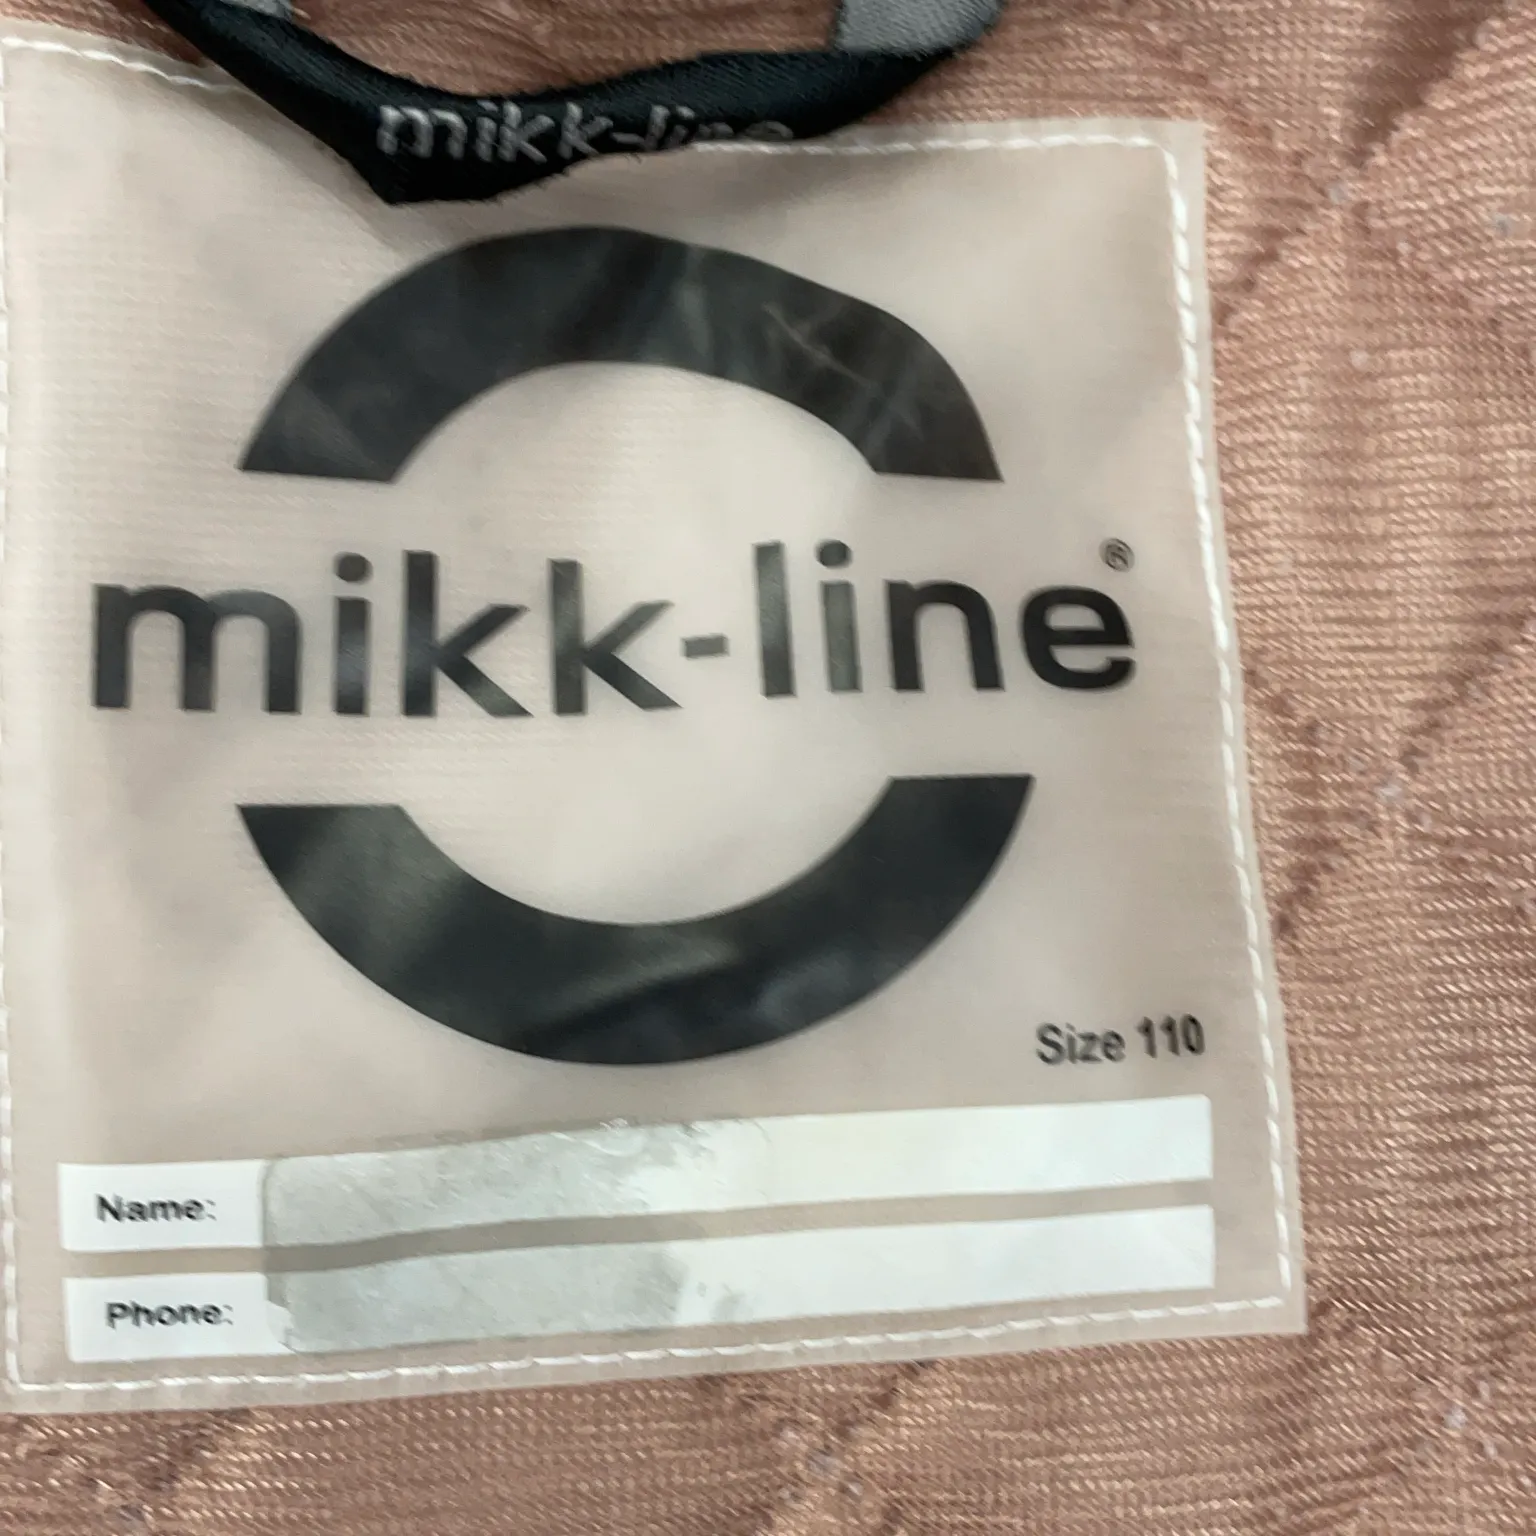 mikk-line
mikk-line®
Size 110
Name:
Phone: